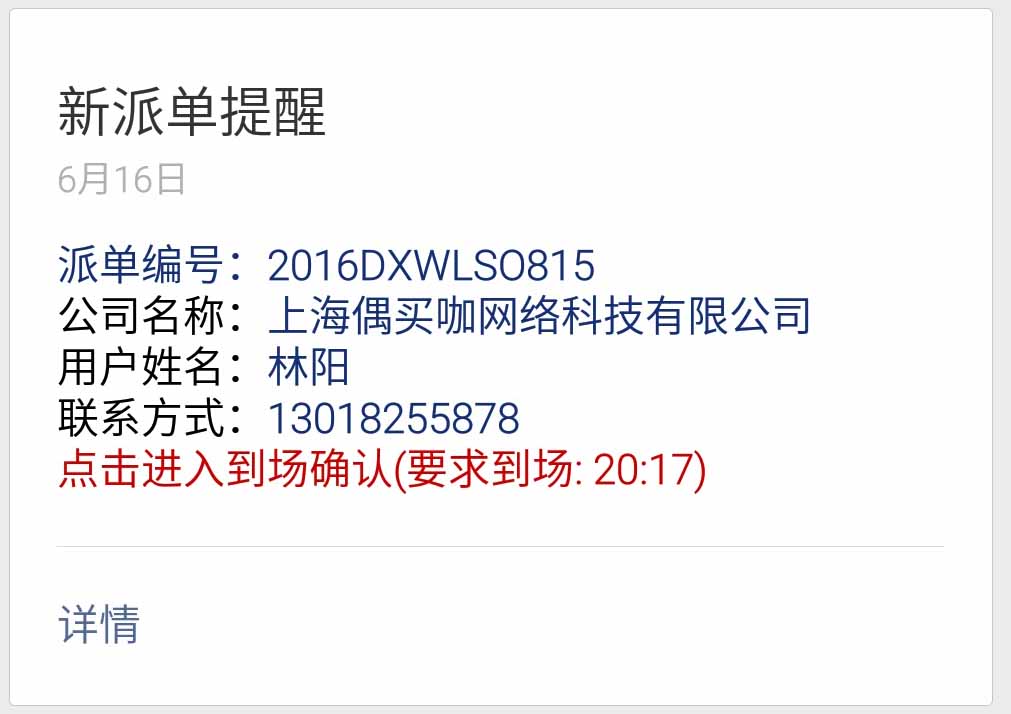 新派单提醒
6月16日
派单编号：2016DXWLSO815
公司名称：上海偶买咖网络科技有限公司
用户姓名：林阳
联系方式：13018255878
点击进入到场确认(要求到场: 20:17)
详情